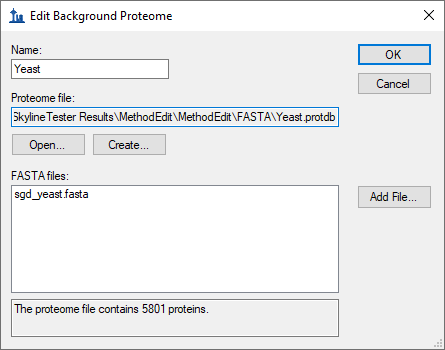 Edit Background Proteome
Name:
Yeast
OK
Cancel
Proteome file:
SkylineTester Results\MethodEdit\MethodEdit\FASTA\Yeast.protdb
Open...
Create...
FASTA files:
sgd_yeast.fasta
Add File...
The proteome file contains 5801 proteins.